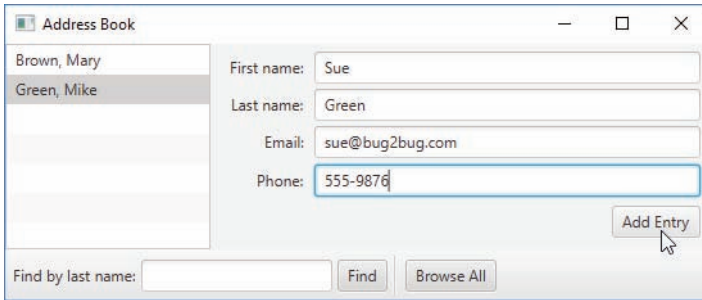 Address Book
Brown, Mary
Green, Mike
First name: Sue
Last name: Green
Email: sue@bug2bug.com
Phone: 555-9876
Add Entry
Find by last name: Find Browse All